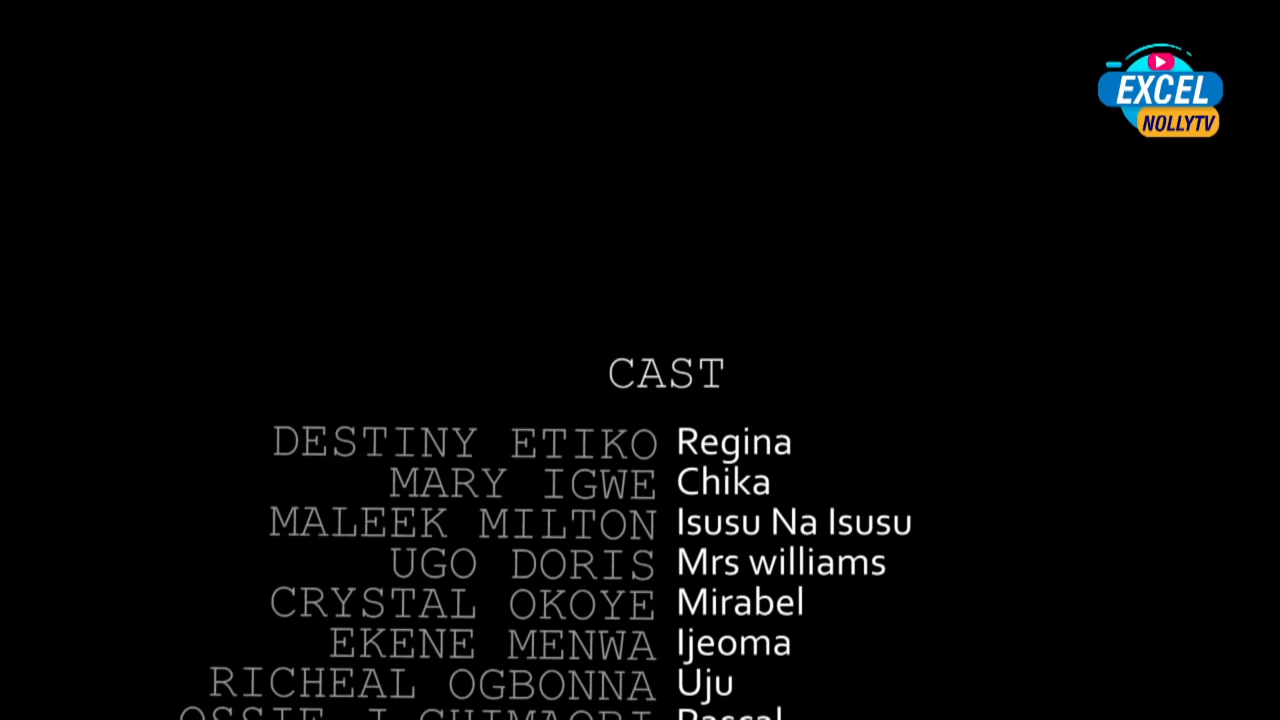 EXCEL
NOLLYTV
CAST
DESTINY ETIKO Regina
MARY IGWE Chika
MALEEK MILTON Isusu Na Isusu
UGO DORIS Mrs williams
CRYSTAL OKOYE Mirabel
EKENE MENWA Ijeoma
RICHEAL OGBONNA Uju